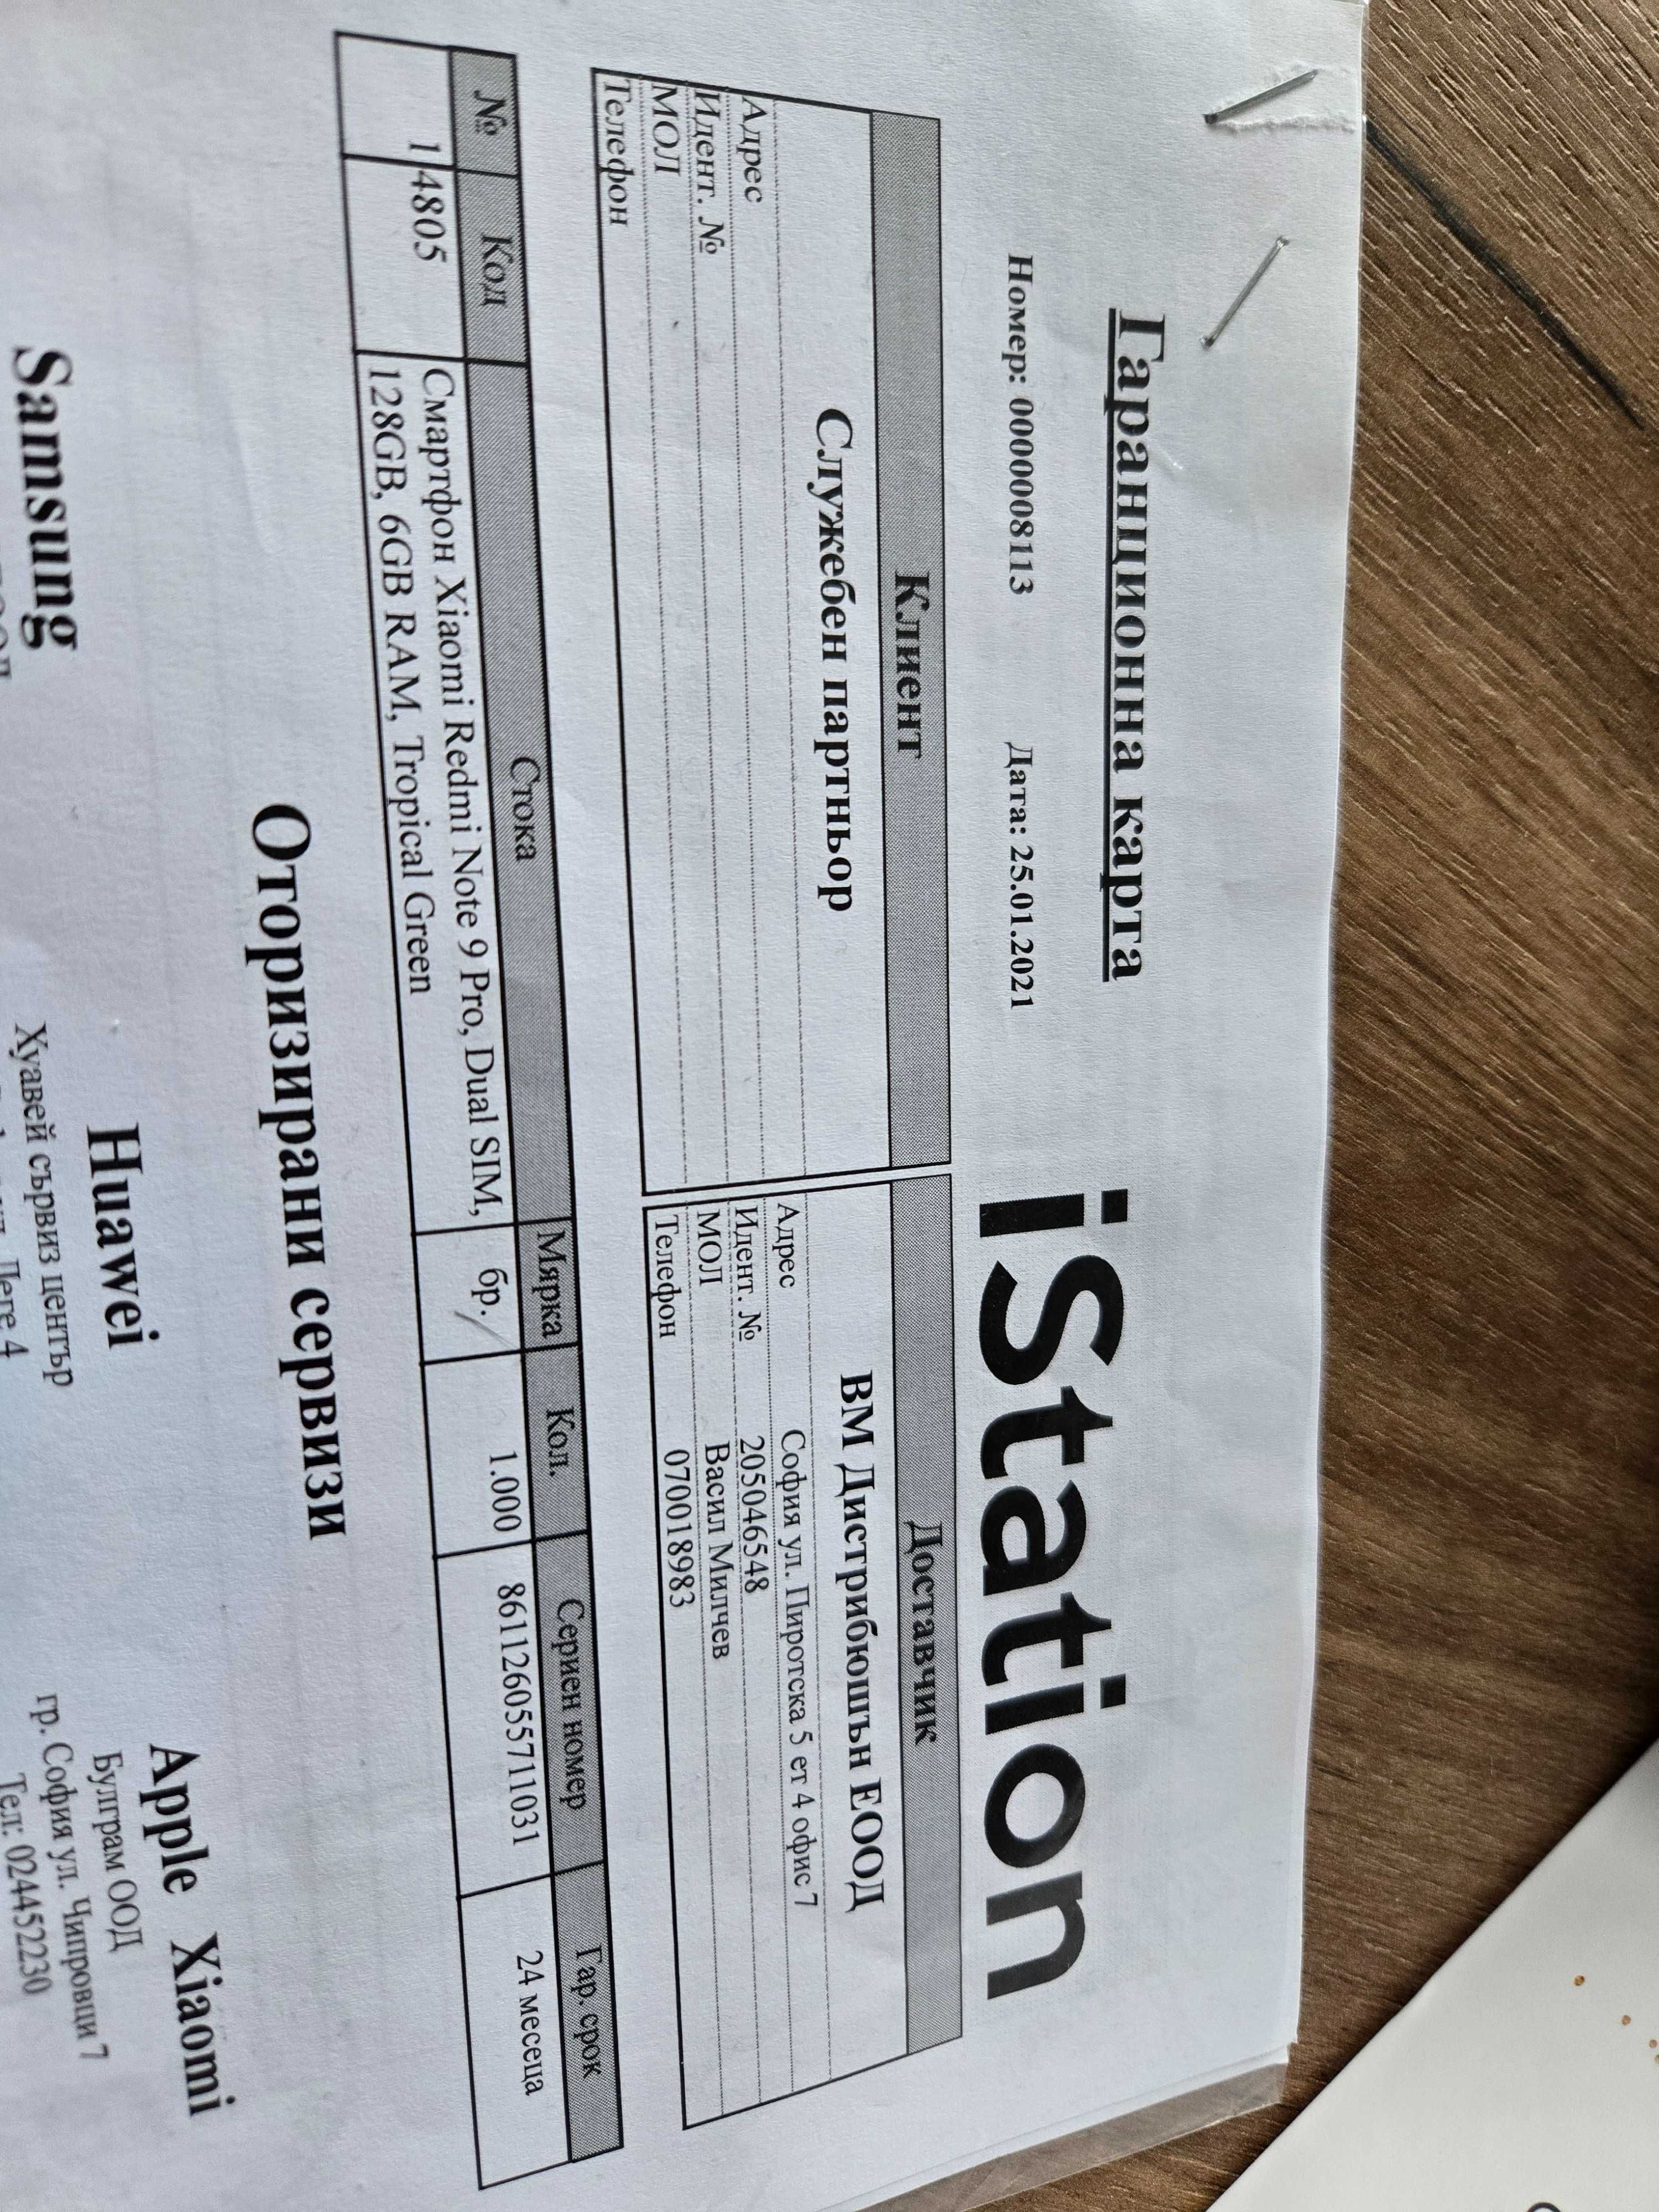 Гаранционна карта
iStation
Номер: 0000008113 Дата: 25.01.2021
Клиент
Служебен партньор
Адрес
Идент. №
МОЛ
Телефон
Доставчик
ВМ Дистрибюшън ЕООД
Адрес София ул. Пиротска 5 ет 4 офис 7
Идент. № 205046548
МОЛ Васил Милчев
Телефон 070018983
№ Код Стока Мярка Кол. Сериен номер Гар. срок
1 4805 Смартфон Xiaomi Redmi Note 9 Pro, Dual SIM, бр. 1.000 861126055711031 24 месеца
128GB, 6GB RAM, Tropical Green
Оторизирани сервизи
Samsung
Huawei
Хуавей сървиз център
Apple Xiaomi
Булграм ООД
гр. София ул. Чипровци 7
Тел: 024452230